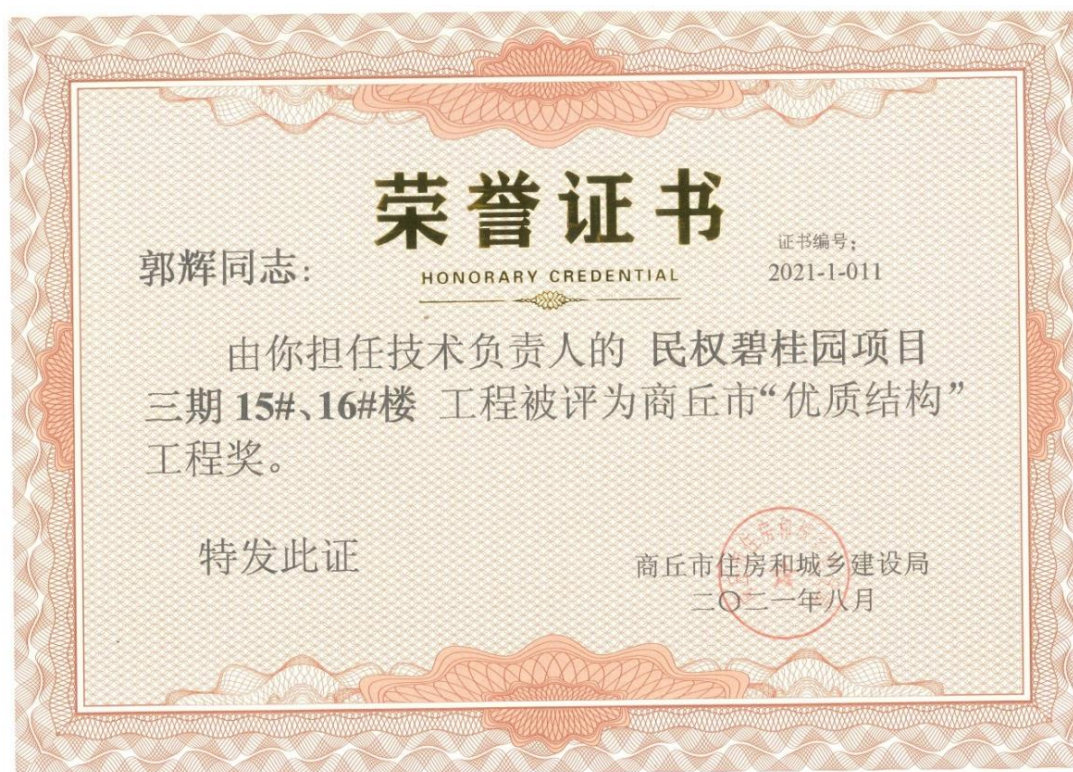 荣誉证书
HONORARY CREDENTIAL
证书编号：
2021-1-011
郭辉同志：
由你担任技术负责人的 民权碧桂园项目
三期 15#、16#楼 工程被评为商丘市“优质结构”
工程奖。
特发此证
商丘市住房和城乡建设局
二〇二一年八月